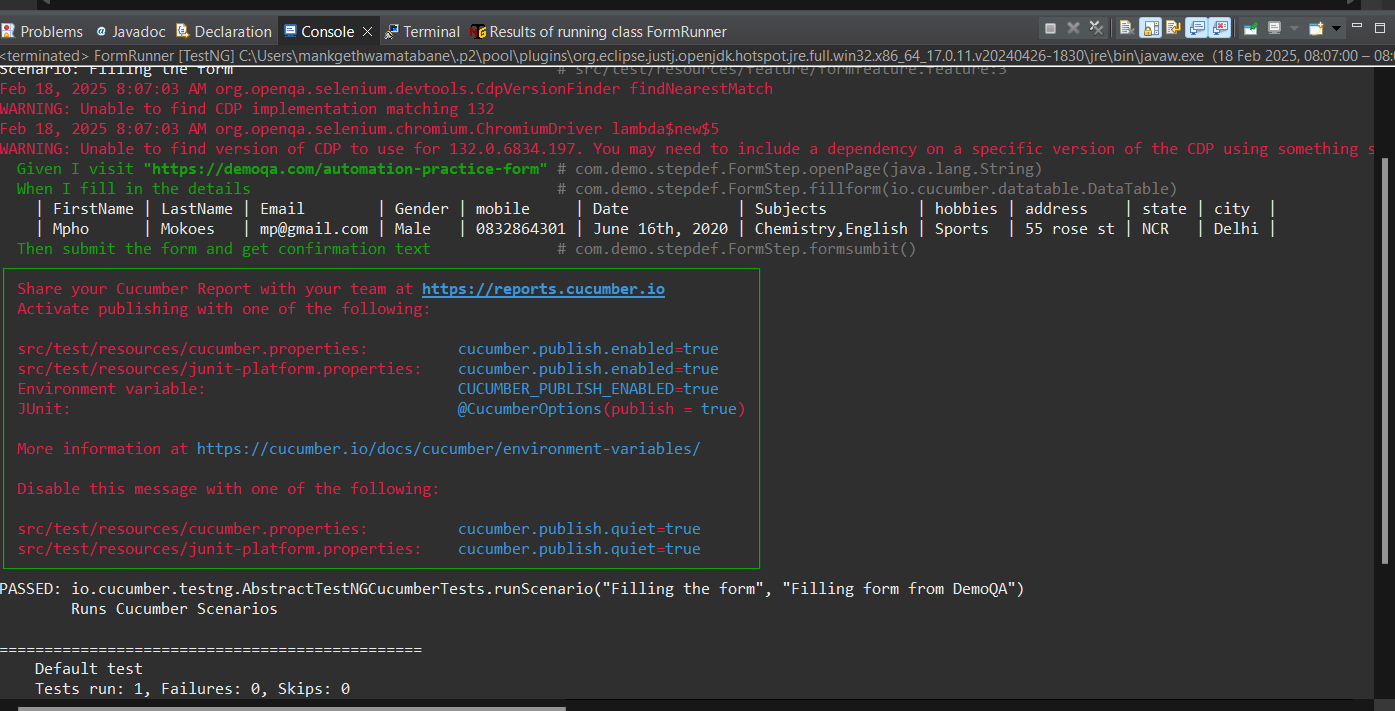 Problems @ Javadoc Declaration Console Terminal Results of running class FormRunner
<terminated> FormRunner [TestNG] C:\Users\mankgethwamatabane\.p2\pool\plugins\org.eclipse.justj.openjdk.hotspot.jre.full.win32.x86_64_17.0.11.v20240426-1830\jre\bin\javaw.exe (18 Feb 2025, 08:07:00 – 08:0
Scenario: Filling the form # src/test/resources/feature/formfeature.feature:3
Feb 18, 2025 8:07:03 AM org.openqa.selenium.devtools.CdpVersionFinder findNearestMatch
WARNING: Unable to find CDP implementation matching 132
Feb 18, 2025 8:07:03 AM org.openqa.selenium.chromium.ChromiumDriver lambda$new$5
WARNING: Unable to find version of CDP to use for 132.0.6834.197. You may need to include a dependency on a specific version of the CDP using something s
Given I visit "https://demoqa.com/automation-practice-form" # com.demo.stepdef.FormStep.openPage(java.lang.String)
When I fill in the details # com.demo.stepdef.FormStep.fillform(io.cucumber.datatable.DataTable)
| FirstName | LastName | Email | Gender | mobile | Date | Subjects | hobbies | address | state | city |
| Mpho | Mokoes | mp@gmail.com | Male | 0832864301 | June 16th, 2020 | Chemistry,English | Sports | 55 rose st | NCR | Delhi |
Then submit the form and get confirmation text # com.demo.stepdef.FormStep.formsumbit()
Share your Cucumber Report with your team at https://reports.cucumber.io
Activate publishing with one of the following:
src/test/resources/cucumber.properties: cucumber.publish.enabled=true
src/test/resources/junit-platform.properties: cucumber.publish.enabled=true
Environment variable: CUCUMBER_PUBLISH_ENABLED=true
JUnit: @CucumberOptions(publish = true)
More information at https://cucumber.io/docs/cucumber/environment-variables/
Disable this message with one of the following:
src/test/resources/cucumber.properties: cucumber.publish.quiet=true
src/test/resources/junit-platform.properties: cucumber.publish.quiet=true
PASSED: io.cucumber.testng.AbstractTestNGCucumberTests.runScenario("Filling the form", "Filling form from DemoQA")
Runs Cucumber Scenarios
===============================================
Default test
Tests run: 1, Failures: 0, Skips: 0